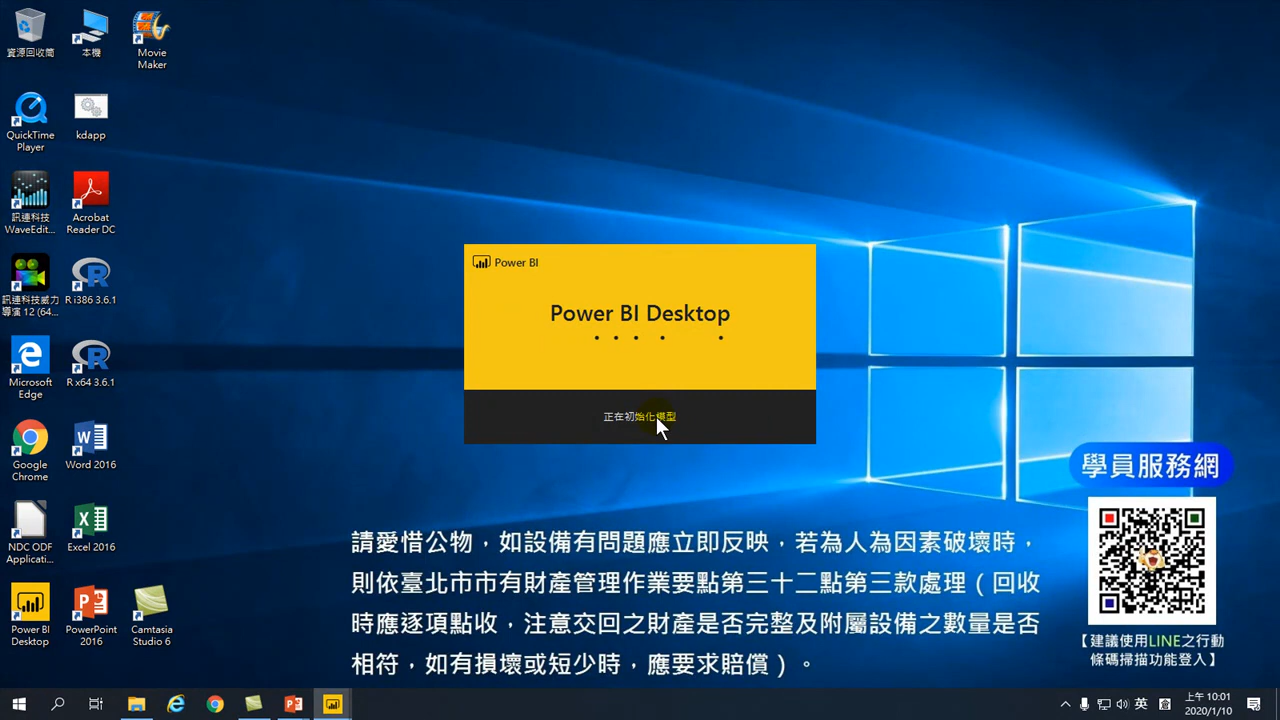 資源回收筒
本機
Movie
Maker
QuickTime
Player
kdapp
訊連科技
WaveEdit...
Acrobat
Reader DC
訊連科技威力
導演 12 (64...
R i386 3.6.1
Microsoft
Edge
R x64 3.6.1
Google
Chrome
Word 2016
NDC ODF
Applicati...
Excel 2016
Power BI
Desktop
PowerPoint
2016
Camtasia
Studio 6
Power BI
Power BI Desktop
正在初始化模型
學員服務網
請愛惜公物，如設備有問題應立即反映，若為人為因素破壞時，
則依臺北市市有財產管理作業要點第三十二點第三款處理（回收
時應逐項點收，注意交回之財產是否完整及附屬設備之數量是否
相符，如有損壞或短少時，應要求賠償）。
【建議使用LINE之行動
條碼掃描功能登入】
英
上午 10:01
2020/1/10